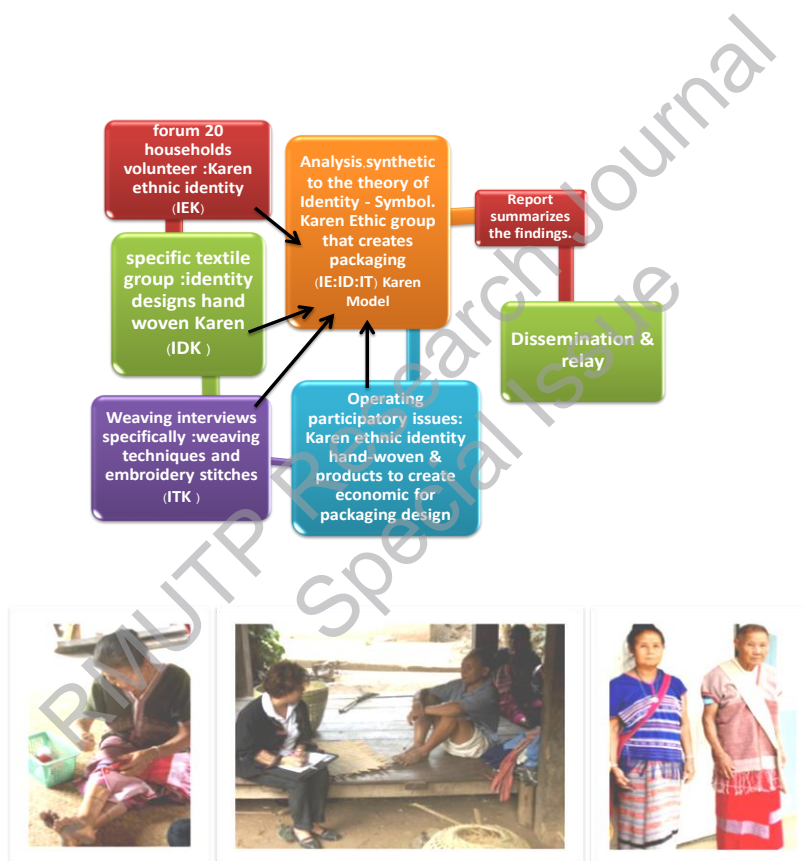 forum 20
households
volunteer :Karen
ethnic identity
(IEK)
specific textile
group :identity
designs hand
woven Karen
(IDK )
Weaving interviews
specifically :weaving
techniques and
embroidery stitches
(ITK )
Analysis synthetic
to the theory of
Identity - Symbol.
Karen Ethic group
that creates
packaging
(IE:ID:IT) Karen
Model
Operating
participatory issues:
Karen ethnic identity
hand-woven &
products to create
economic for
packaging design
Report
summarizes
the findings.
Dissemination &
relay
RMUTP Research Journal
Special Issue